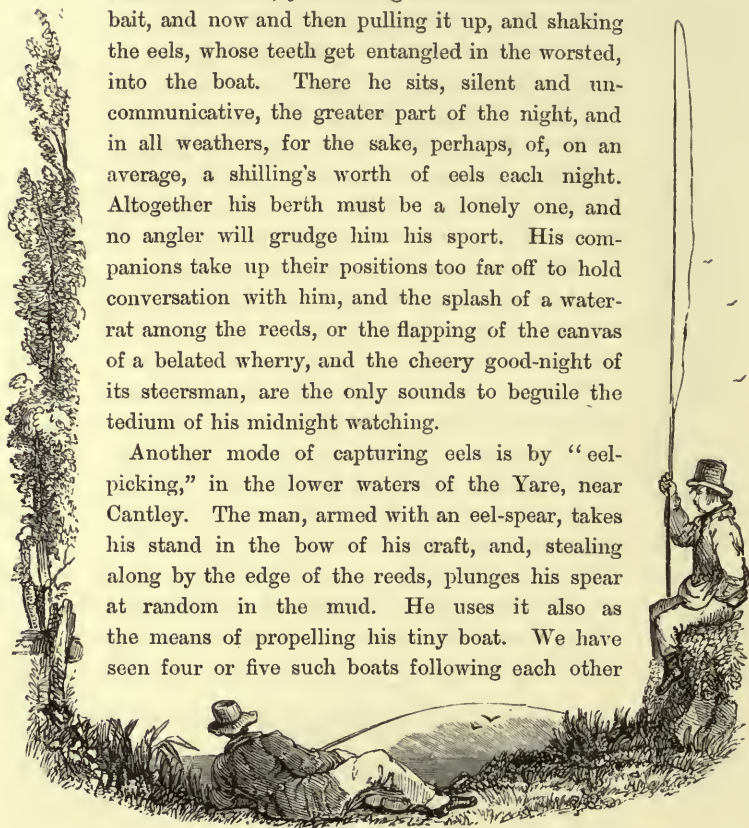 bait, and now and then pulling it up, and shaking
the eels, whose teeth get entangled in the worsted,
into the boat. There he sits, silent and un-
communicative, the greater part of the night, and
in all weathers, for the sake, perhaps, of, on an
average, a shilling's worth of eels each night.
Altogether his berth must be a lonely one, and
no angler will grudge him his sport. His com-
panions take up their positions too far off to hold
conversation with him, and the splash of a water-
rat among the reeds, or the flapping of the canvas
of a belated wherry, and the cheery good-night of
its steersman, are the only sounds to beguile the
tedium of his midnight watching.
Another mode of capturing eels is by “eel-
picking,” in the lower waters of the Yare, near
Cantley. The man, armed with an eel-spear, takes
his stand in the bow of his craft, and, stealing
along by the edge of the reeds, plunges his spear
at random in the mud. He uses it also as
the means of propelling his tiny boat. We have
seen four or five such boats following each other